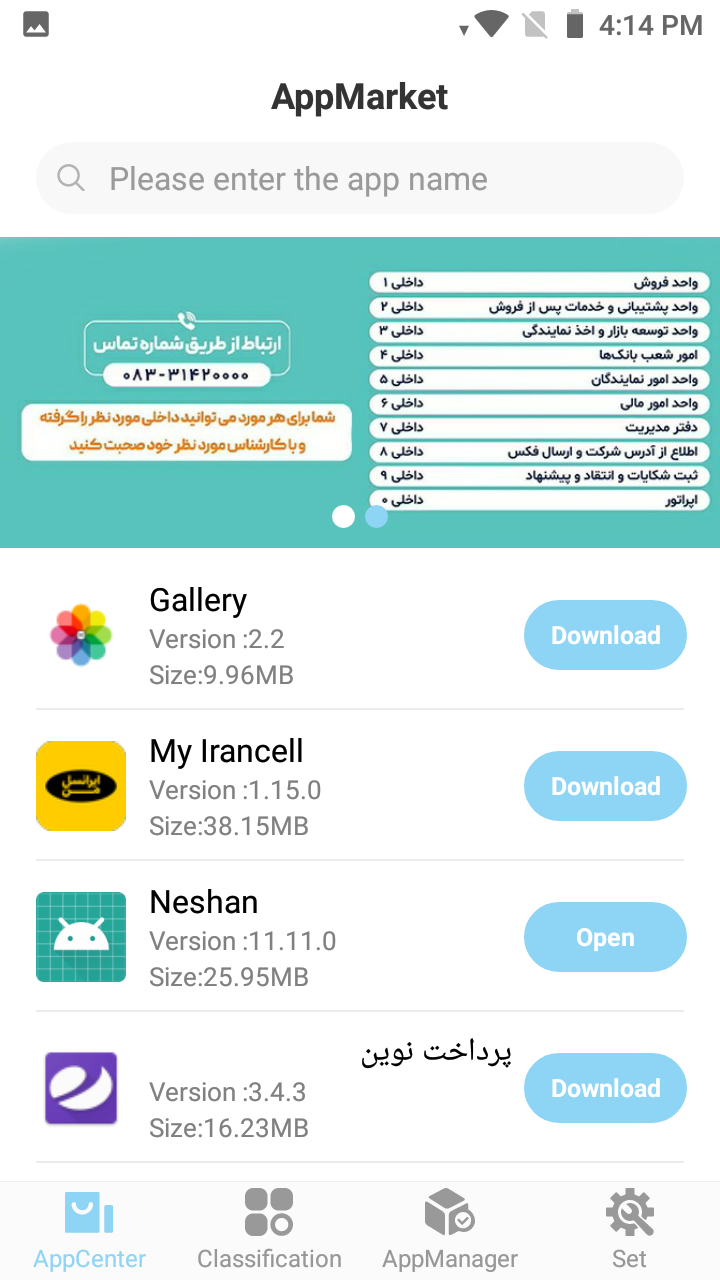 4:14 PM
AppMarket
Please enter the app name
ارتباط از طریق شماره تماس
۰۸۳-۳۱۴۲۰۰۰۰
شما برای هر مورد می توانید داخلی مورد نظر را گرفته
و با کارشناس مورد نظر خود صحبت کنید
واحد فروش داخلی ۱
واحد پشتیبانی و خدمات پس از فروش داخلی ۲
واحد توسعه بازار و اخذ نمایندگی داخلی ۳
امور شعب بانک‌ها داخلی ۴
واحد امور نمایندگان داخلی ۵
واحد امور مالی داخلی ۶
دفتر مدیریت داخلی ۷
اطلاع از آدرس شرکت و ارسال فکس داخلی ۸
ثبت شکایات و انتقاد و پیشنهاد داخلی ۹
اپراتور داخلی ۰
Gallery
Version :2.2
Size:9.96MB
Download
ایرانسل
من
My Irancell
Version :1.15.0
Size:38.15MB
Download
Neshan
Version :11.11.0
Size:25.95MB
Open
پرداخت نوین
Version :3.4.3
Size:16.23MB
Download
AppCenter
Classification
AppManager
Set